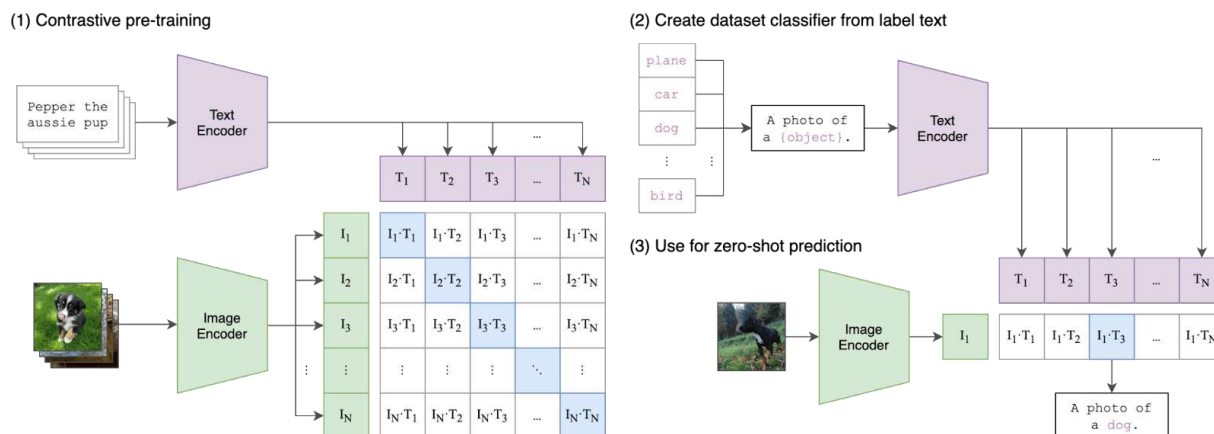 (1) Contrastive pre-training
Pepper the
aussie pup
Text
Encoder
...
T1 T2 T3 ... TN
Image
Encoder
I1 I1·T1 I1·T2 I1·T3 ... I1·TN
I2 I2·T1 I2·T2 I2·T3 ... I2·TN
I3 I3·T1 I3·T2 I3·T3 ... I3·TN
⋮ ⋮ ⋮ ⋮ ⋮ ⋱ ⋮
IN IN·T1 IN·T2 IN·T3 ... IN·TN
(2) Create dataset classifier from label text
plane
car
dog
⋮ ⋮
bird
A photo of
a {object}.
Text
Encoder
...
(3) Use for zero-shot prediction
T1 T2 T3 ... TN
Image
Encoder
I1 I1·T1 I1·T2 I1·T3 ... I1·TN
A photo of
a dog.